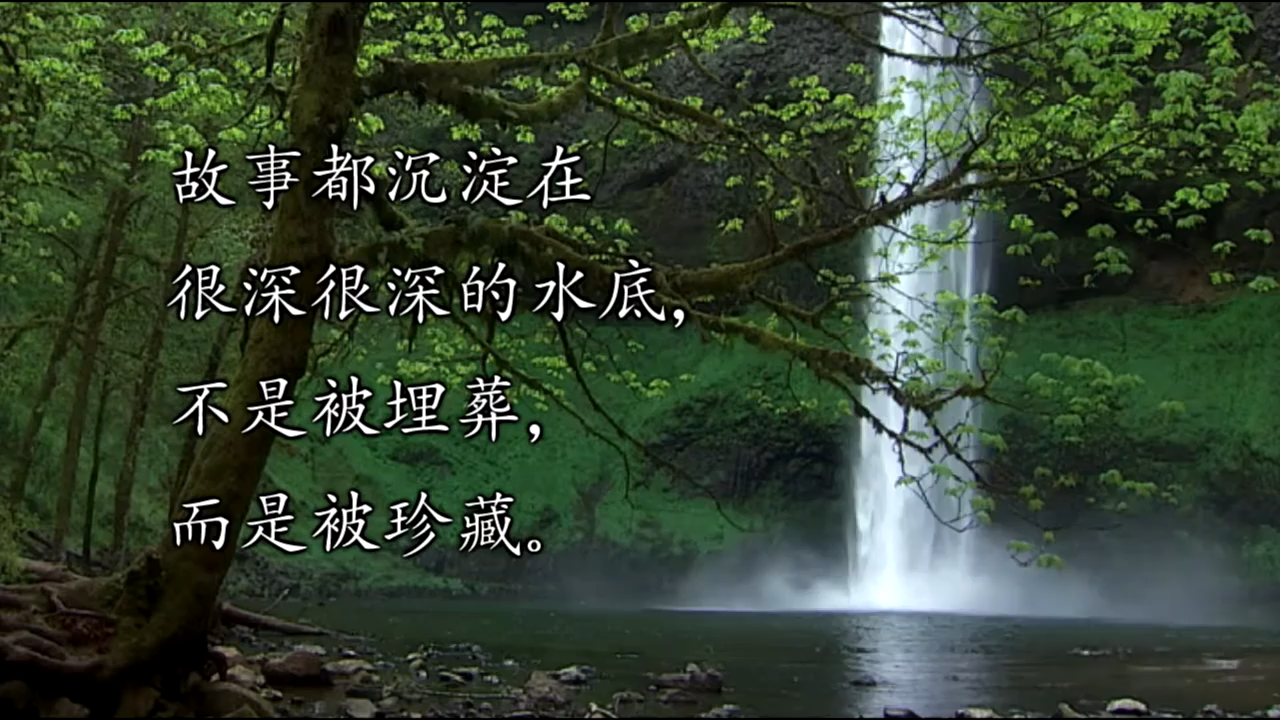 故事都沉淀在
很深很深的水底，
不是被埋葬，
而是被珍藏。